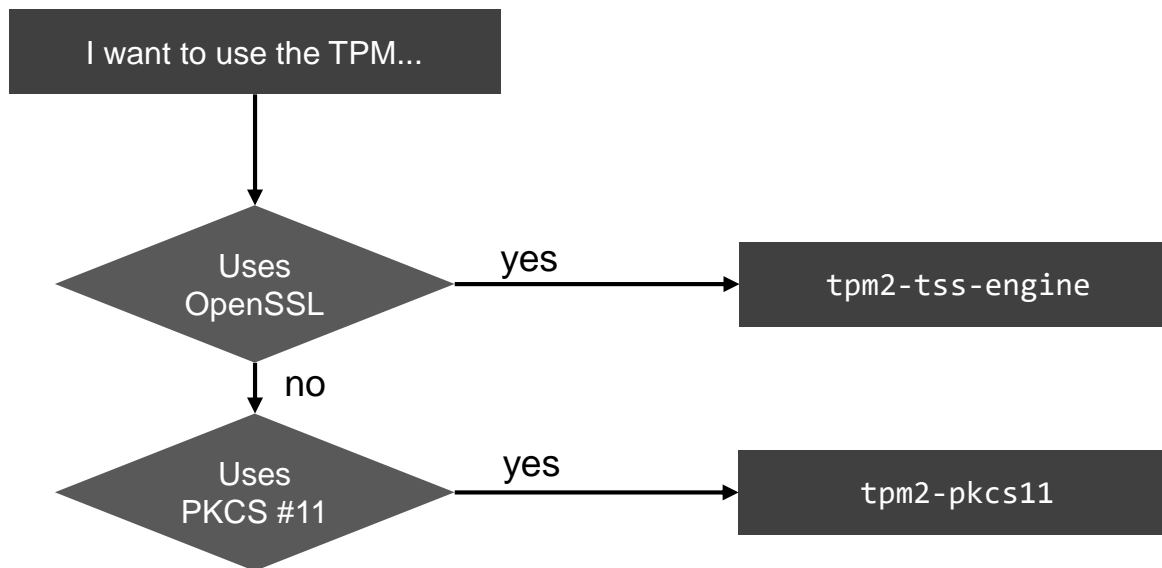 I want to use the TPM...
Uses
OpenSSL
yes
tpm2-tss-engine
no
Uses
PKCS #11
yes
tpm2-pkcs11